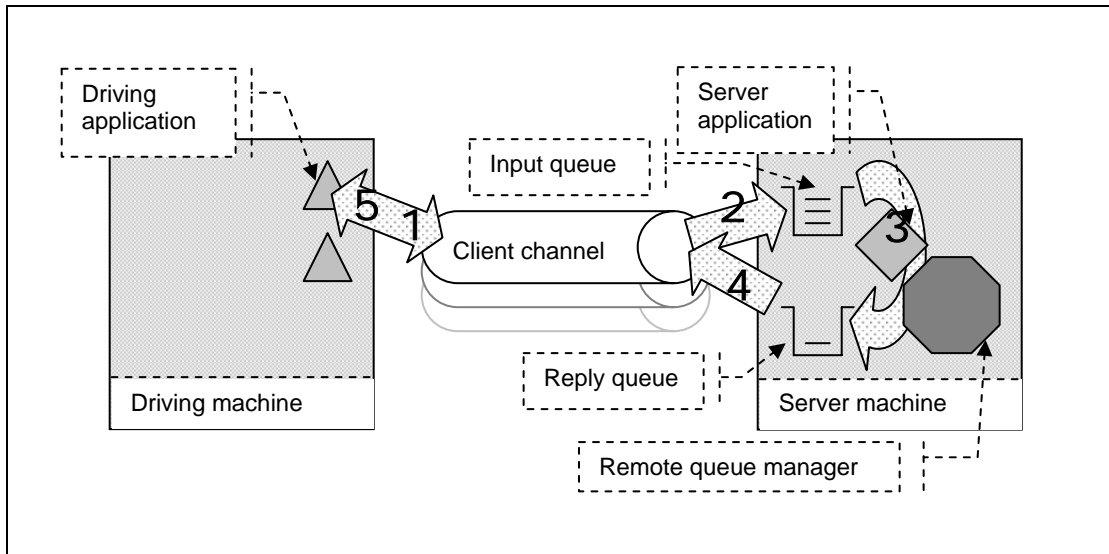 Driving
application
Server
application
Input queue
5
1
2
3
Client channel
4
Reply queue
Driving machine
Server machine
Remote queue manager